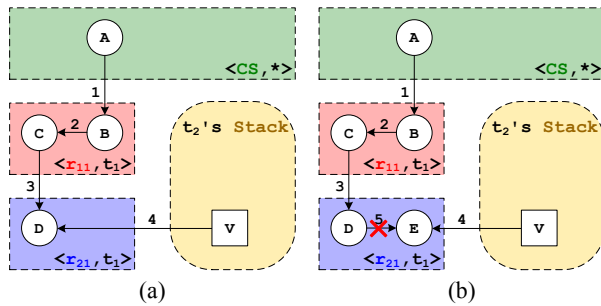 A
<CS,*>
1
C
2
B
t₂'s Stack
<r₁₁,t₁>
3
D
4
V
<r₂₁,t₁>
(a)
A
<CS,*>
1
C
2
B
t₂'s Stack
<r₁₁,t₁>
3
D
5
E
4
V
<r₂₁,t₁>
(b)